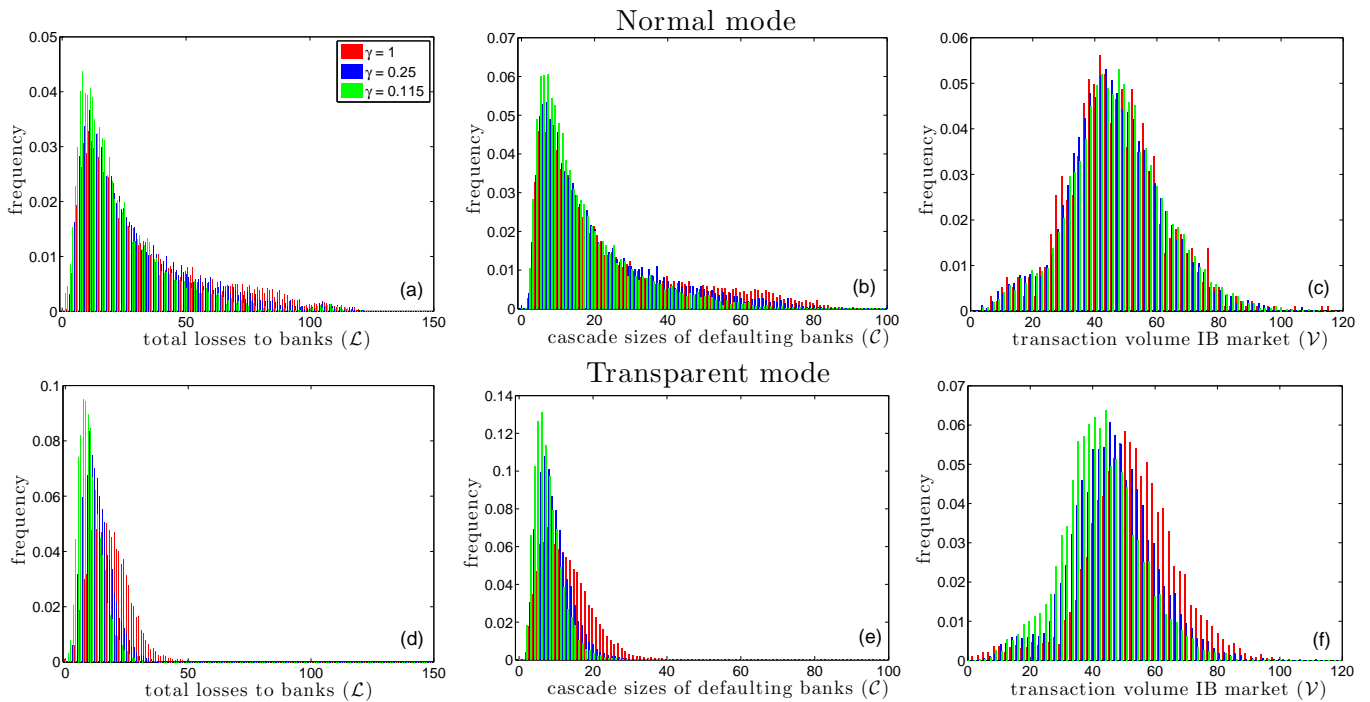 Normal mode
0.05
0.04
0.03
0.02
0.01
0
frequency
γ = 1
γ = 0.25
γ = 0.115
(a)
0 50 100 150
total losses to banks (ℒ)
0.07
0.06
0.05
0.04
0.03
0.02
0.01
0
frequency
(b)
0 20 40 60 80 100
cascade sizes of defaulting banks (𝒞)
0.06
0.05
0.04
0.03
0.02
0.01
0
frequency
(c)
0 20 40 60 80 100 120
transaction volume IB market (𝒱)
Transparent mode
0.1
0.08
0.06
0.04
0.02
0
frequency
(d)
0 50 100 150
total losses to banks (ℒ)
0.14
0.12
0.1
0.08
0.06
0.04
0.02
0
frequency
(e)
0 20 40 60 80 100
cascade sizes of defaulting banks (𝒞)
0.07
0.06
0.05
0.04
0.03
0.02
0.01
0
frequency
(f)
0 20 40 60 80 100 120
transaction volume IB market (𝒱)